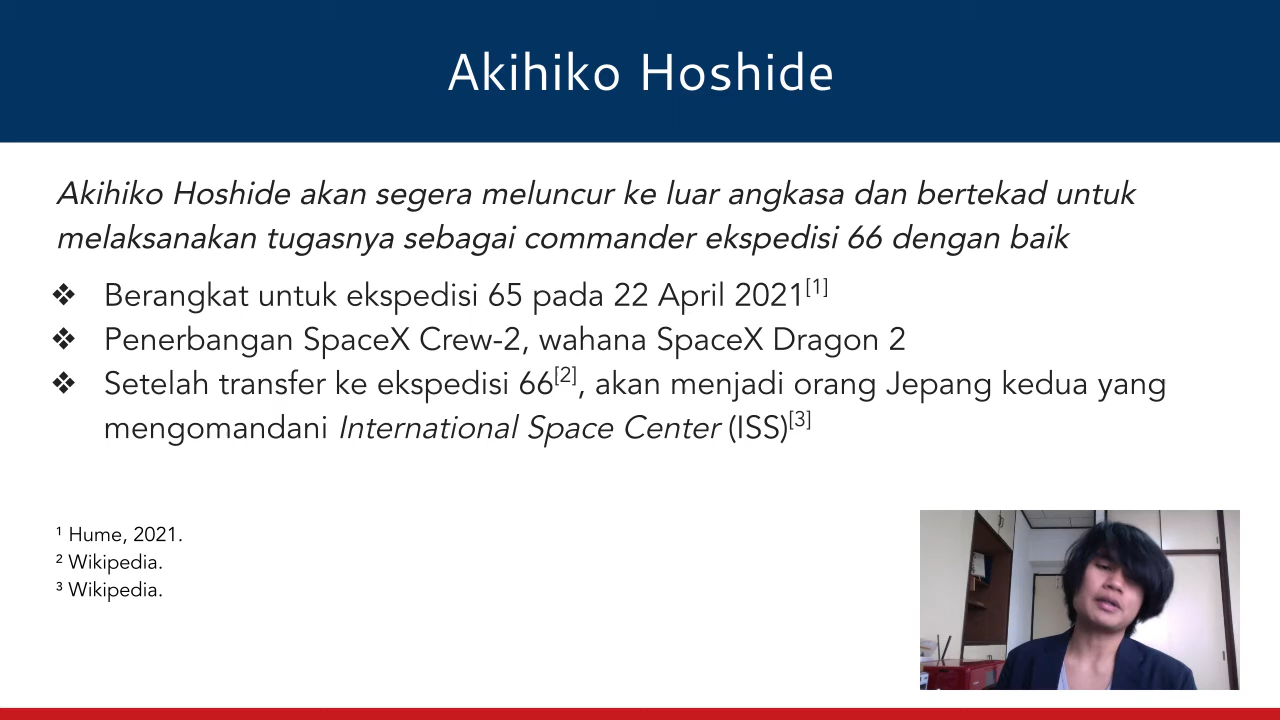 Akihiko Hoshide
Akihiko Hoshide akan segera meluncur ke luar angkasa dan bertekad untuk
melaksanakan tugasnya sebagai commander ekspedisi 66 dengan baik
❖ Berangkat untuk ekspedisi 65 pada 22 April 2021[1]
❖ Penerbangan SpaceX Crew-2, wahana SpaceX Dragon 2
❖ Setelah transfer ke ekspedisi 66[2], akan menjadi orang Jepang kedua yang
mengomandani International Space Center (ISS)[3]
¹ Hume, 2021.
² Wikipedia.
³ Wikipedia.